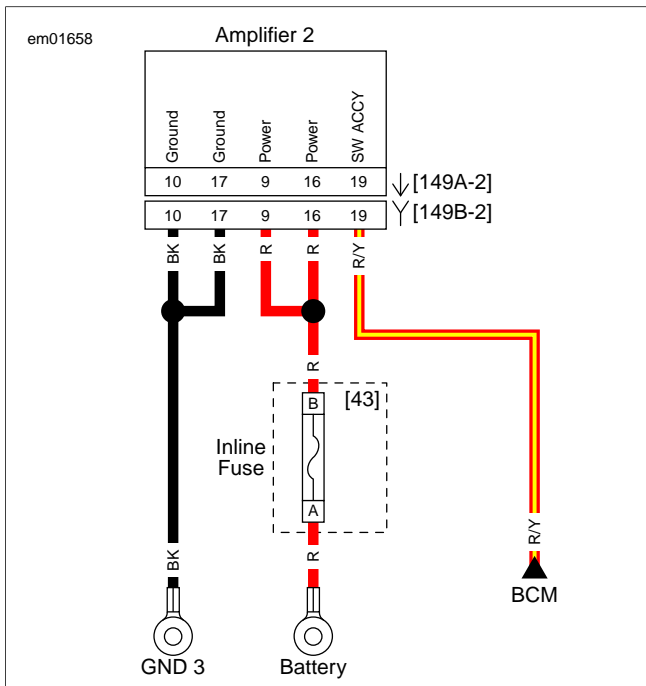 em01658
Amplifier 2
Ground
Ground
Power
Power
SW ACCY
10 17 9 16 19 [149A-2]
10 17 9 16 19 [149B-2]
BK BK R R R/Y
R
B [43]
Inline
Fuse
A
BK R R/Y
BCM
GND 3 Battery